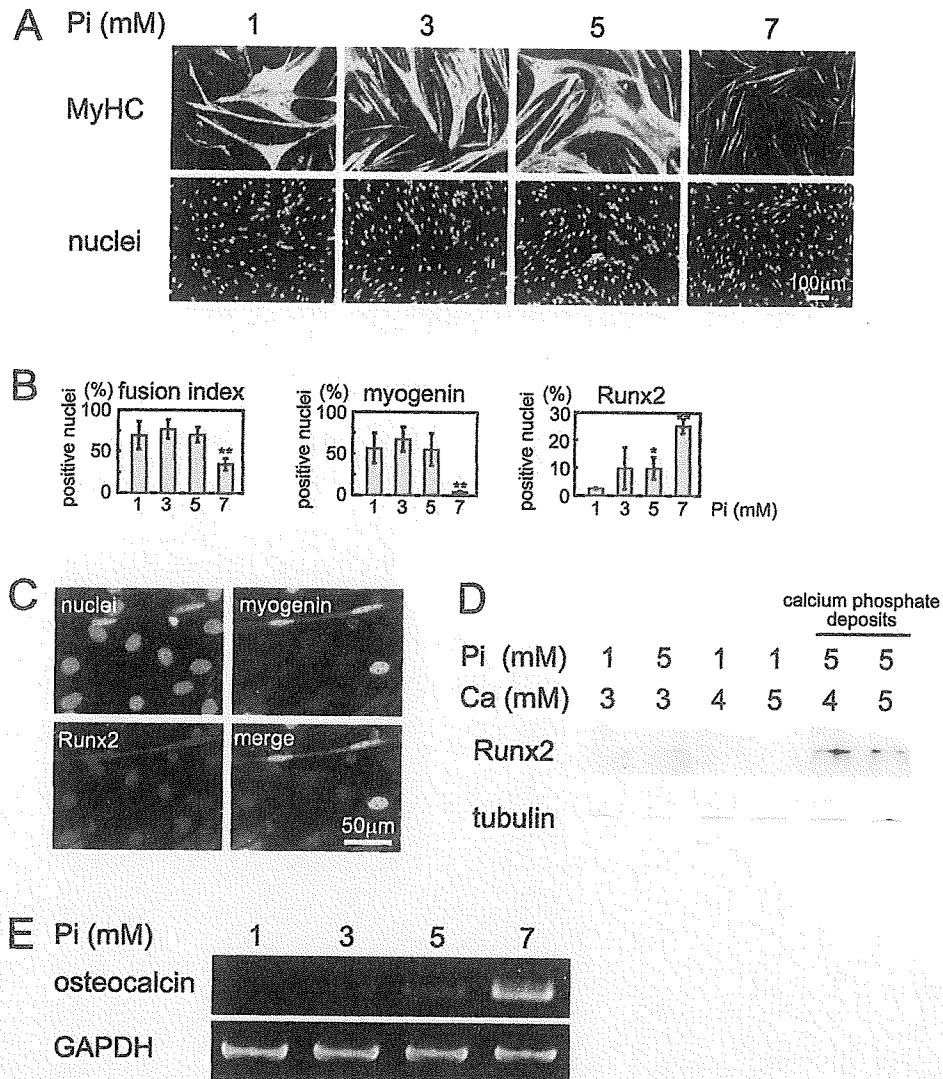 A Pi (mM) 1 3 5 7
MyHC
nuclei
100μm
B (%) fusion index (%) myogenin (%) Runx2
positive nuclei 100 50 0 ** 1 3 5 7
positive nuclei 100 50 0 ** 1 3 5 7
positive nuclei 30 20 10 0 * ** 1 3 5 7 Pi (mM)
C nuclei myogenin
Runx2 merge
50μm
D calcium phosphate
deposits
Pi (mM) 1 5 1 1 5 5
Ca (mM) 3 3 4 5 4 5
Runx2
tubulin
E Pi (mM) 1 3 5 7
osteocalcin
GAPDH